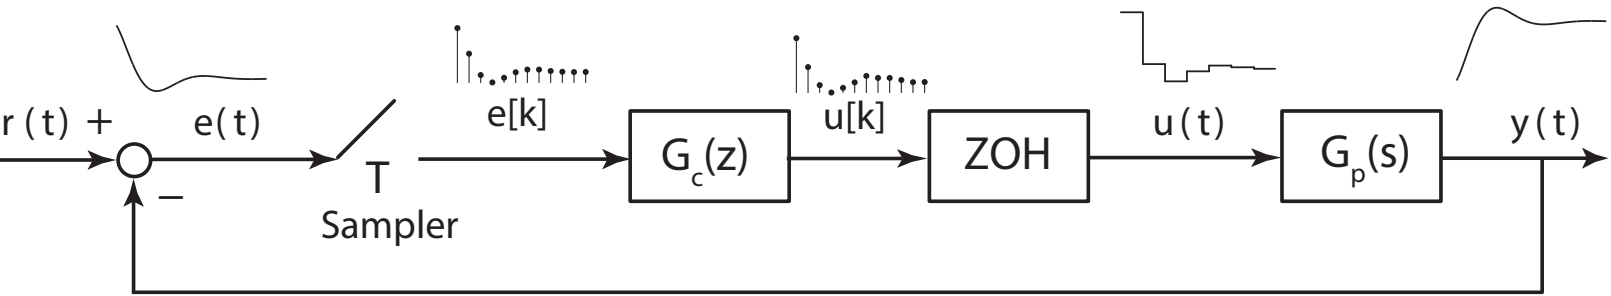 r(t) +
e(t)
e[k]
u[k]
u(t)
y(t)
T
Sampler
G_c(z)
ZOH
G_p(s)
−